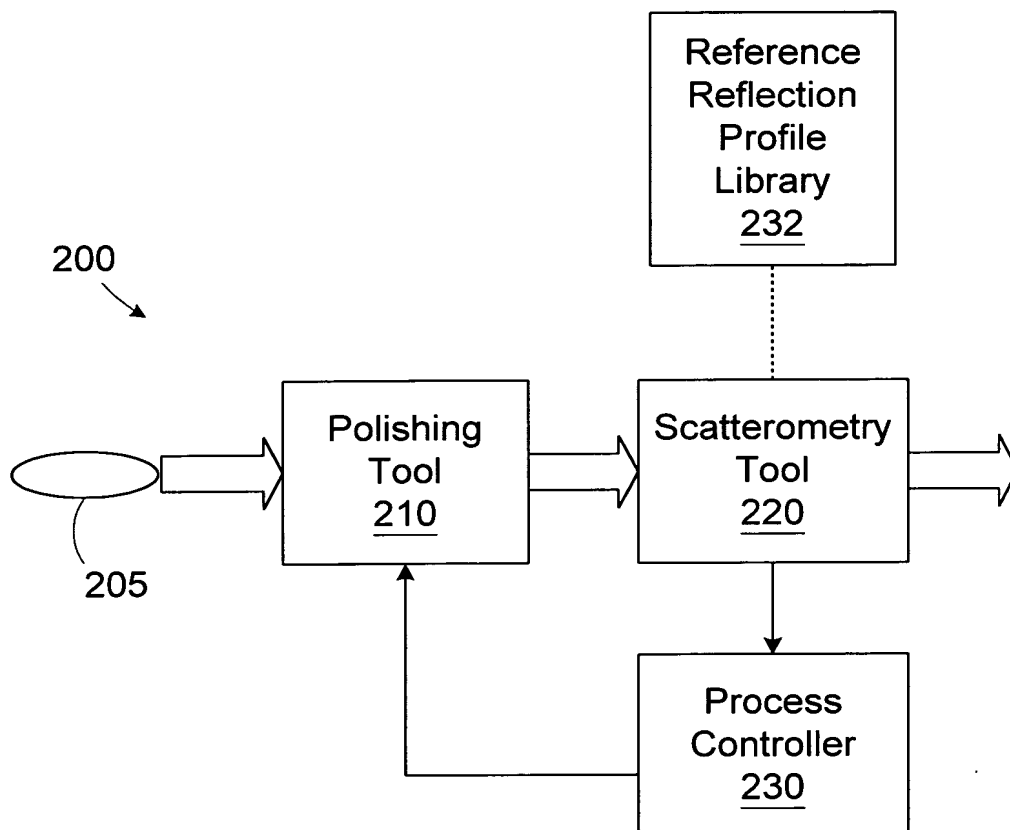 Reference
Reflection
Profile
Library
232
200
Polishing
Tool
210
Scatterometry
Tool
220
205
Process
Controller
230